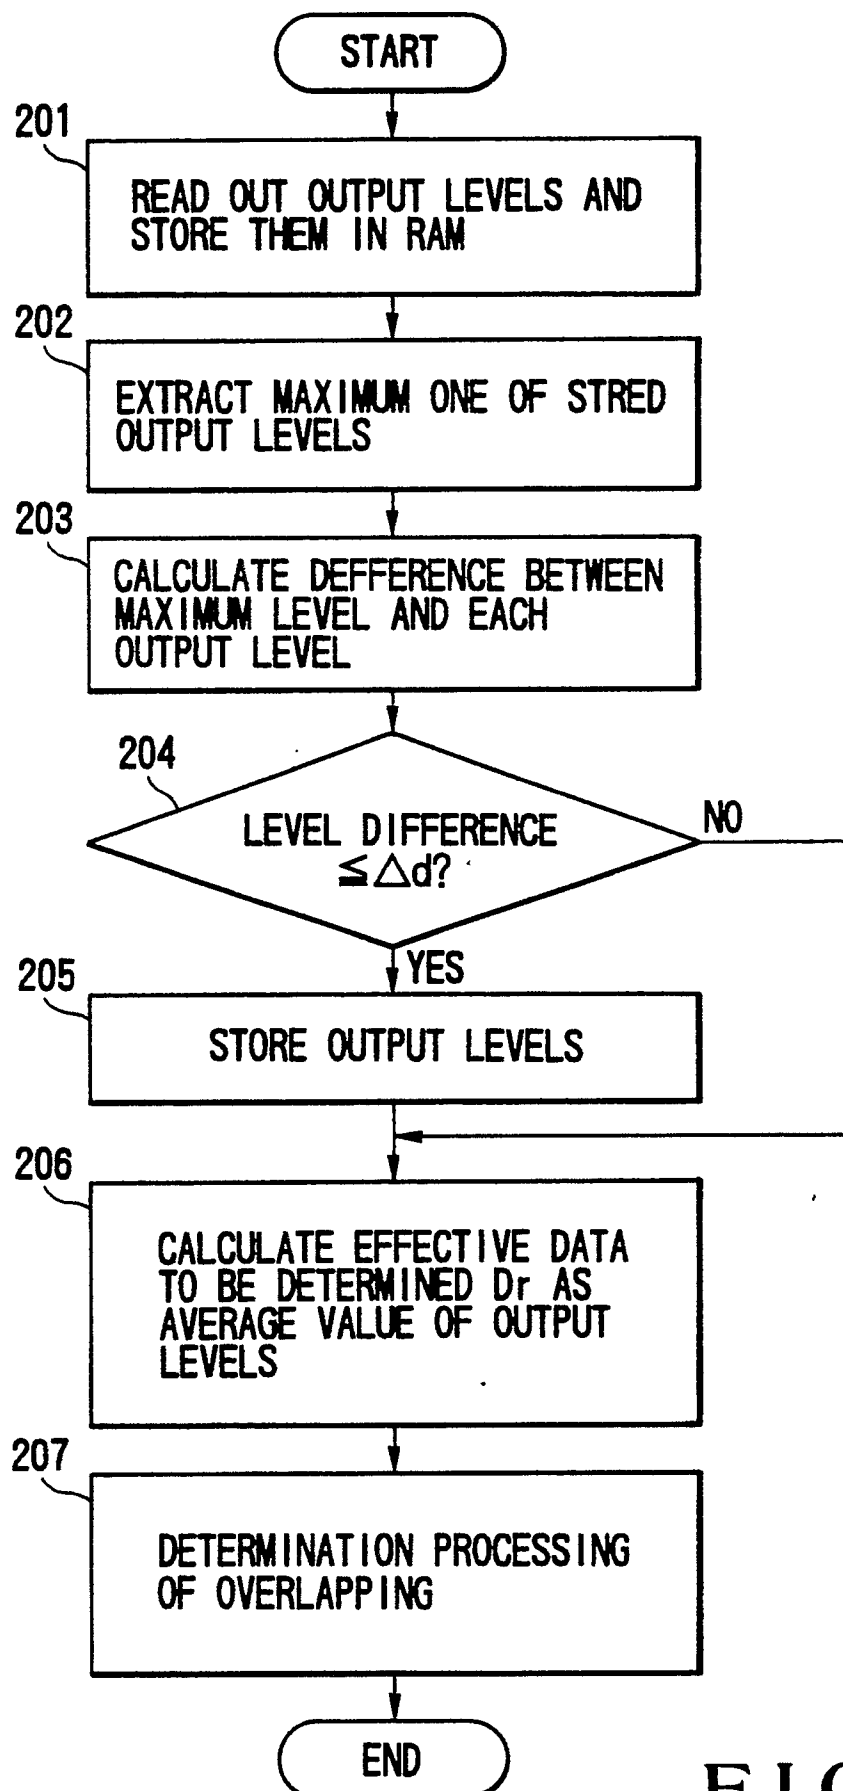 START
201
READ OUT OUTPUT LEVELS AND
STORE THEM IN RAM
202
EXTRACT MAXIMUM ONE OF STRED
OUTPUT LEVELS
203
CALCULATE DEFFERENCE BETWEEN
MAXIMUM LEVEL AND EACH
OUTPUT LEVEL
204
LEVEL DIFFERENCE
≦△d?
NO
YES
205
STORE OUTPUT LEVELS
206
CALCULATE EFFECTIVE DATA
TO BE DETERMINED Dr AS
AVERAGE VALUE OF OUTPUT
LEVELS
207
DETERMINATION PROCESSING
OF OVERLAPPING
END